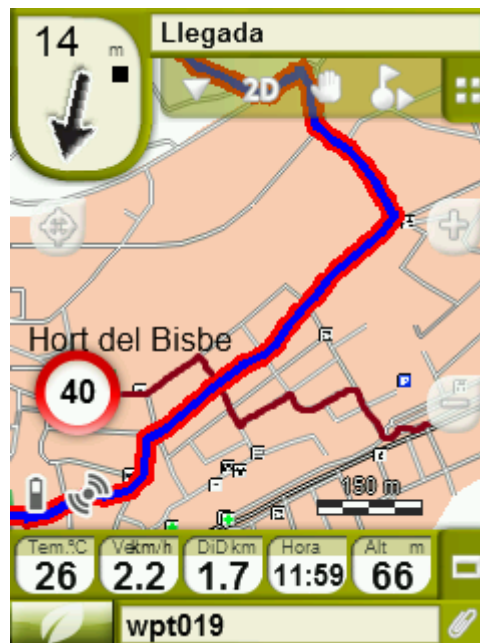 14 m
Llegada
2D
Hort del Bisbe
40
150 m
Tem.ºC
Vel km/h
DiD km
Hora
Alt m
26
2.2
1.7
11:59
66
wpt019